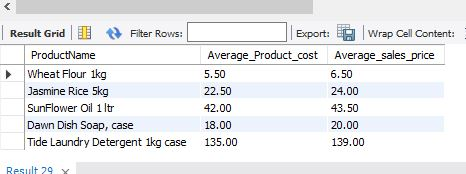 Result Grid Filter Rows: Export: Wrap Cell Content:
ProductName Average_Product_cost Average_sales_price
Wheat Flour 1kg 5.50 6.50
Jasmine Rice 5kg 22.50 24.00
SunFlower Oil 1 ltr 42.00 43.50
Dawn Dish Soap, case 18.00 20.00
Tide Laundry Detergent 1kg case 135.00 139.00
Result 29 x